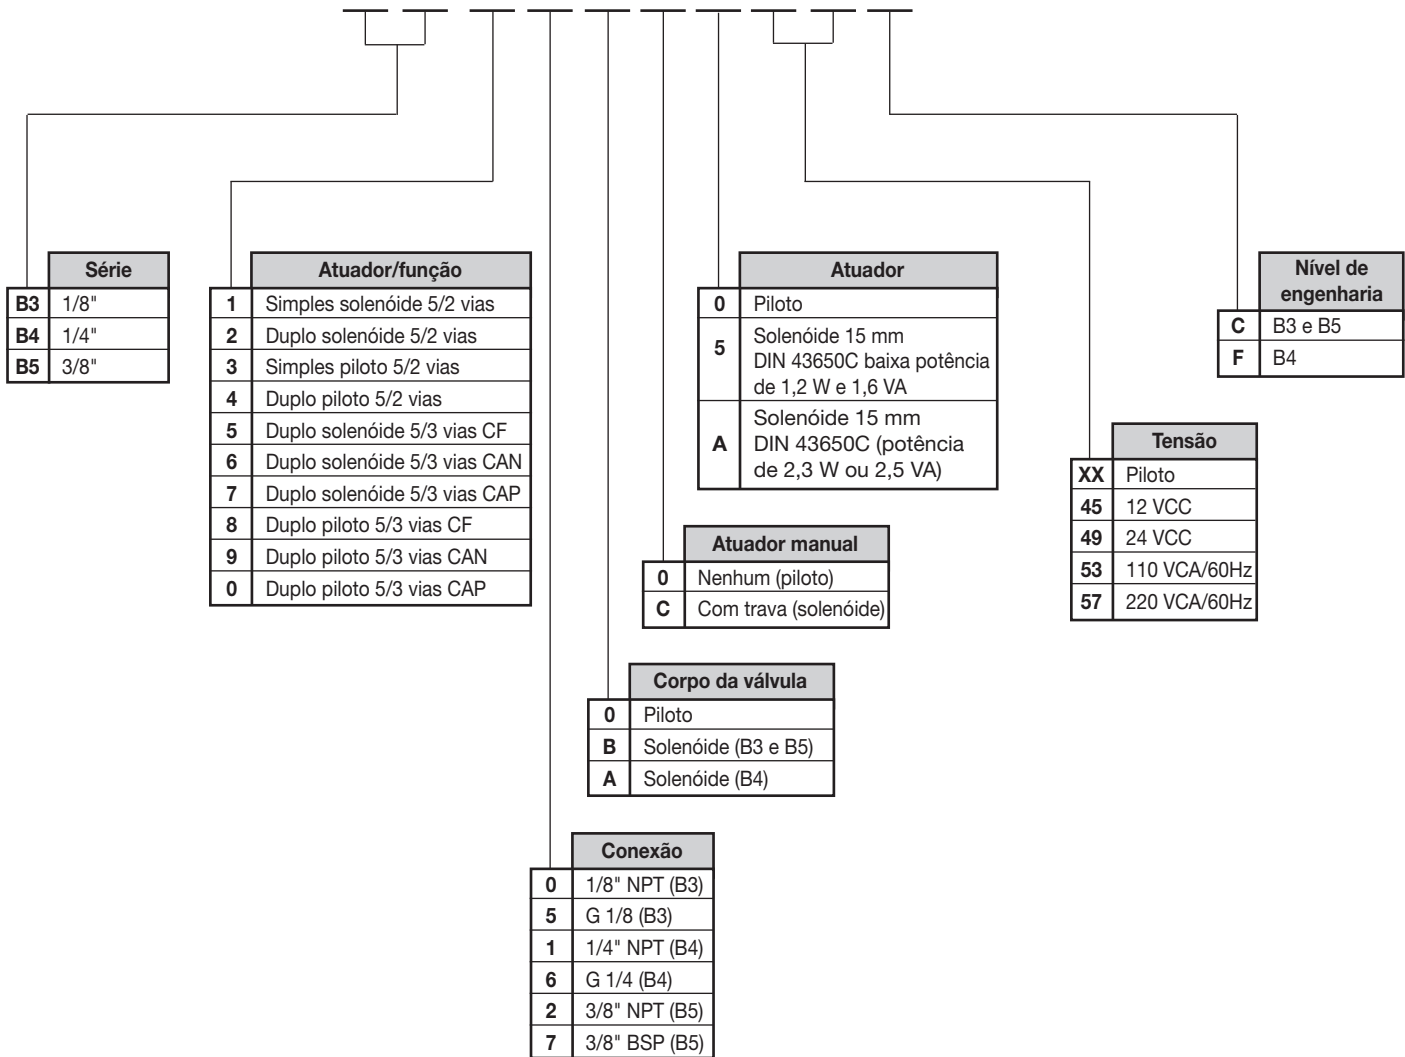 Série
B3 1/8"
B4 1/4"
B5 3/8"
Atuador/função
1 Simples solenóide 5/2 vias
2 Duplo solenóide 5/2 vias
3 Simples piloto 5/2 vias
4 Duplo piloto 5/2 vias
5 Duplo solenóide 5/3 vias CF
6 Duplo solenóide 5/3 vias CAN
7 Duplo solenóide 5/3 vias CAP
8 Duplo piloto 5/3 vias CF
9 Duplo piloto 5/3 vias CAN
0 Duplo piloto 5/3 vias CAP
Atuador
0 Piloto
5 Solenóide 15 mm
DIN 43650C baixa potência
de 1,2 W e 1,6 VA
A Solenóide 15 mm
DIN 43650C (potência
de 2,3 W ou 2,5 VA)
Nível de
engenharia
C B3 e B5
F B4
Tensão
XX Piloto
45 12 VCC
49 24 VCC
53 110 VCA/60Hz
57 220 VCA/60Hz
Atuador manual
0 Nenhum (piloto)
C Com trava (solenóide)
Corpo da válvula
0 Piloto
B Solenóide (B3 e B5)
A Solenóide (B4)
Conexão
0 1/8" NPT (B3)
5 G 1/8 (B3)
1 1/4" NPT (B4)
6 G 1/4 (B4)
2 3/8" NPT (B5)
7 3/8" BSP (B5)